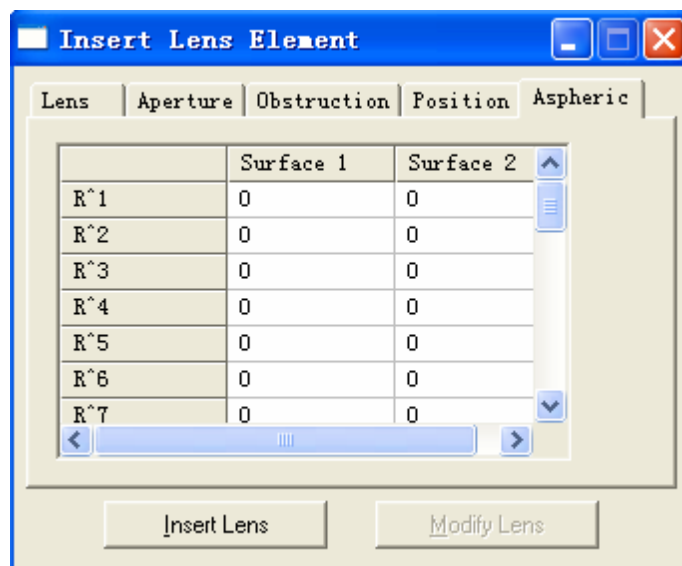 Insert Lens Element
Lens Aperture Obstruction Position Aspheric
Surface 1 Surface 2
R^1 0 0
R^2 0 0
R^3 0 0
R^4 0 0
R^5 0 0
R^6 0 0
R^7 0 0
Insert Lens Modify Lens